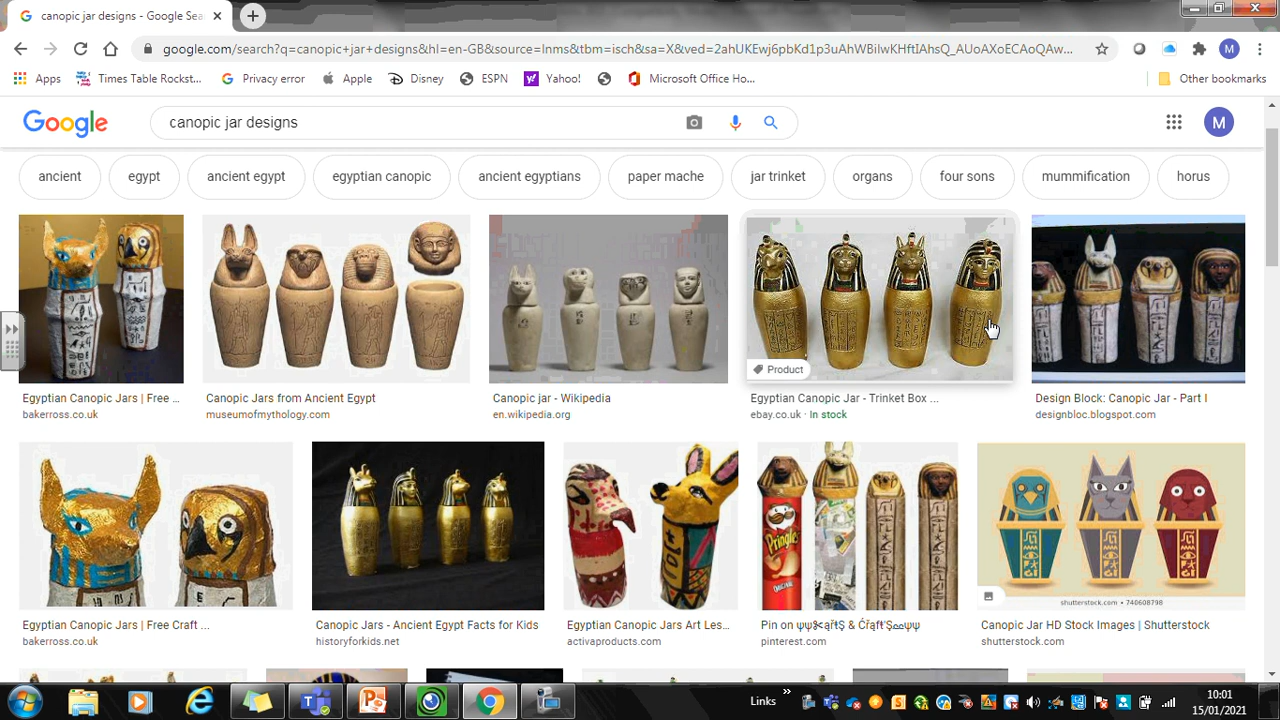 canopic jar designs - Google Sea
google.com/search?q=canopic+jar+designs&hl=en-GB&source=lnms&tbm=isch&sa=X&ved=2ahUKEwj6pbKd1p3uAhWBilwKHftIAhsQ_AUoAXoECAoQAw...
M
Apps Times Table Rockst... Privacy error Apple Disney ESPN Yahoo! Microsoft Office Ho... Other bookmarks
Google canopic jar designs M
ancient egypt ancient egypt egyptian canopic ancient egyptians paper mache jar trinket organs four sons mummification horus
Product
Egyptian Canopic Jars | Free ... Canopic Jars from Ancient Egypt Canopic jar - Wikipedia Egyptian Canopic Jar - Trinket Box ... Design Block: Canopic Jar - Part I
bakerross.co.uk museumofmythology.com en.wikipedia.org ebay.co.uk · In stock designbloc.blogspot.com
Pringles
ORIGINAL
shutterstock.com • 740608798
Egyptian Canopic Jars | Free Craft ... Canopic Jars - Ancient Egypt Facts for Kids Egyptian Canopic Jars Art Les... Pin on Canopic Jar HD Stock Images | Shutterstock
bakerross.co.uk historyforkids.net activaproducts.com pinterest.com shutterstock.com
Links 10:01
15/01/2021